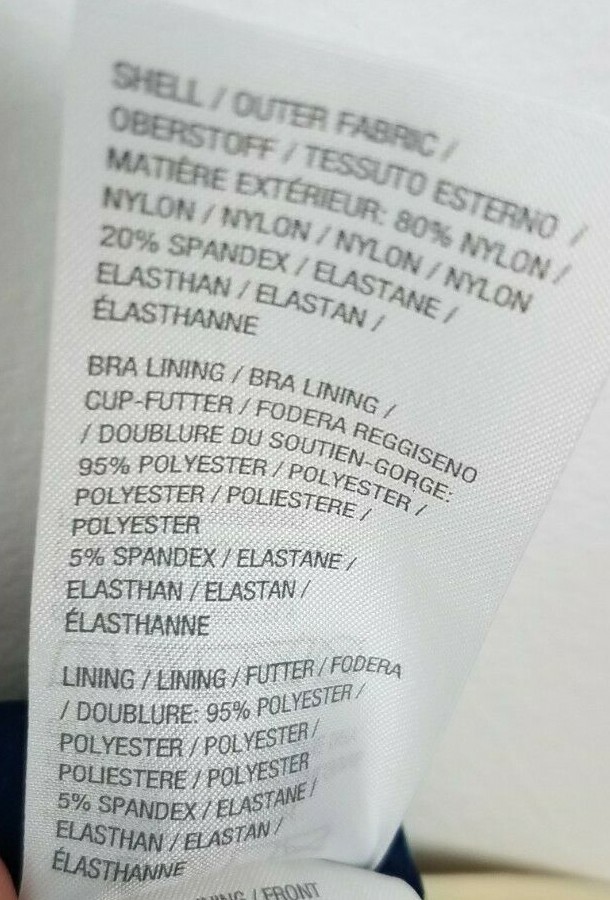 SHELL / OUTER FABRIC /
OBERSTOFF / TESSUTO ESTERNO /
MATIÈRE EXTÉRIEUR: 80% NYLON /
NYLON / NYLON / NYLON / NYLON
20% SPANDEX / ELASTANE /
ELASTHAN / ELASTAN /
ÉLASTHANNE
BRA LINING / BRA LINING /
CUP-FUTTER / FODERA REGGISENO
/ DOUBLURE DU SOUTIEN-GORGE:
95% POLYESTER / POLYESTER /
POLYESTER / POLIESTERE /
POLYESTER
5% SPANDEX / ELASTANE /
ELASTHAN / ELASTAN /
ÉLASTHANNE
LINING / LINING / FUTTER / FODERA
/ DOUBLURE: 95% POLYESTER /
POLYESTER / POLYESTER /
POLIESTERE / POLYESTER
5% SPANDEX / ELASTANE /
ELASTHAN / ELASTAN /
ÉLASTHANNE
/ FRONT